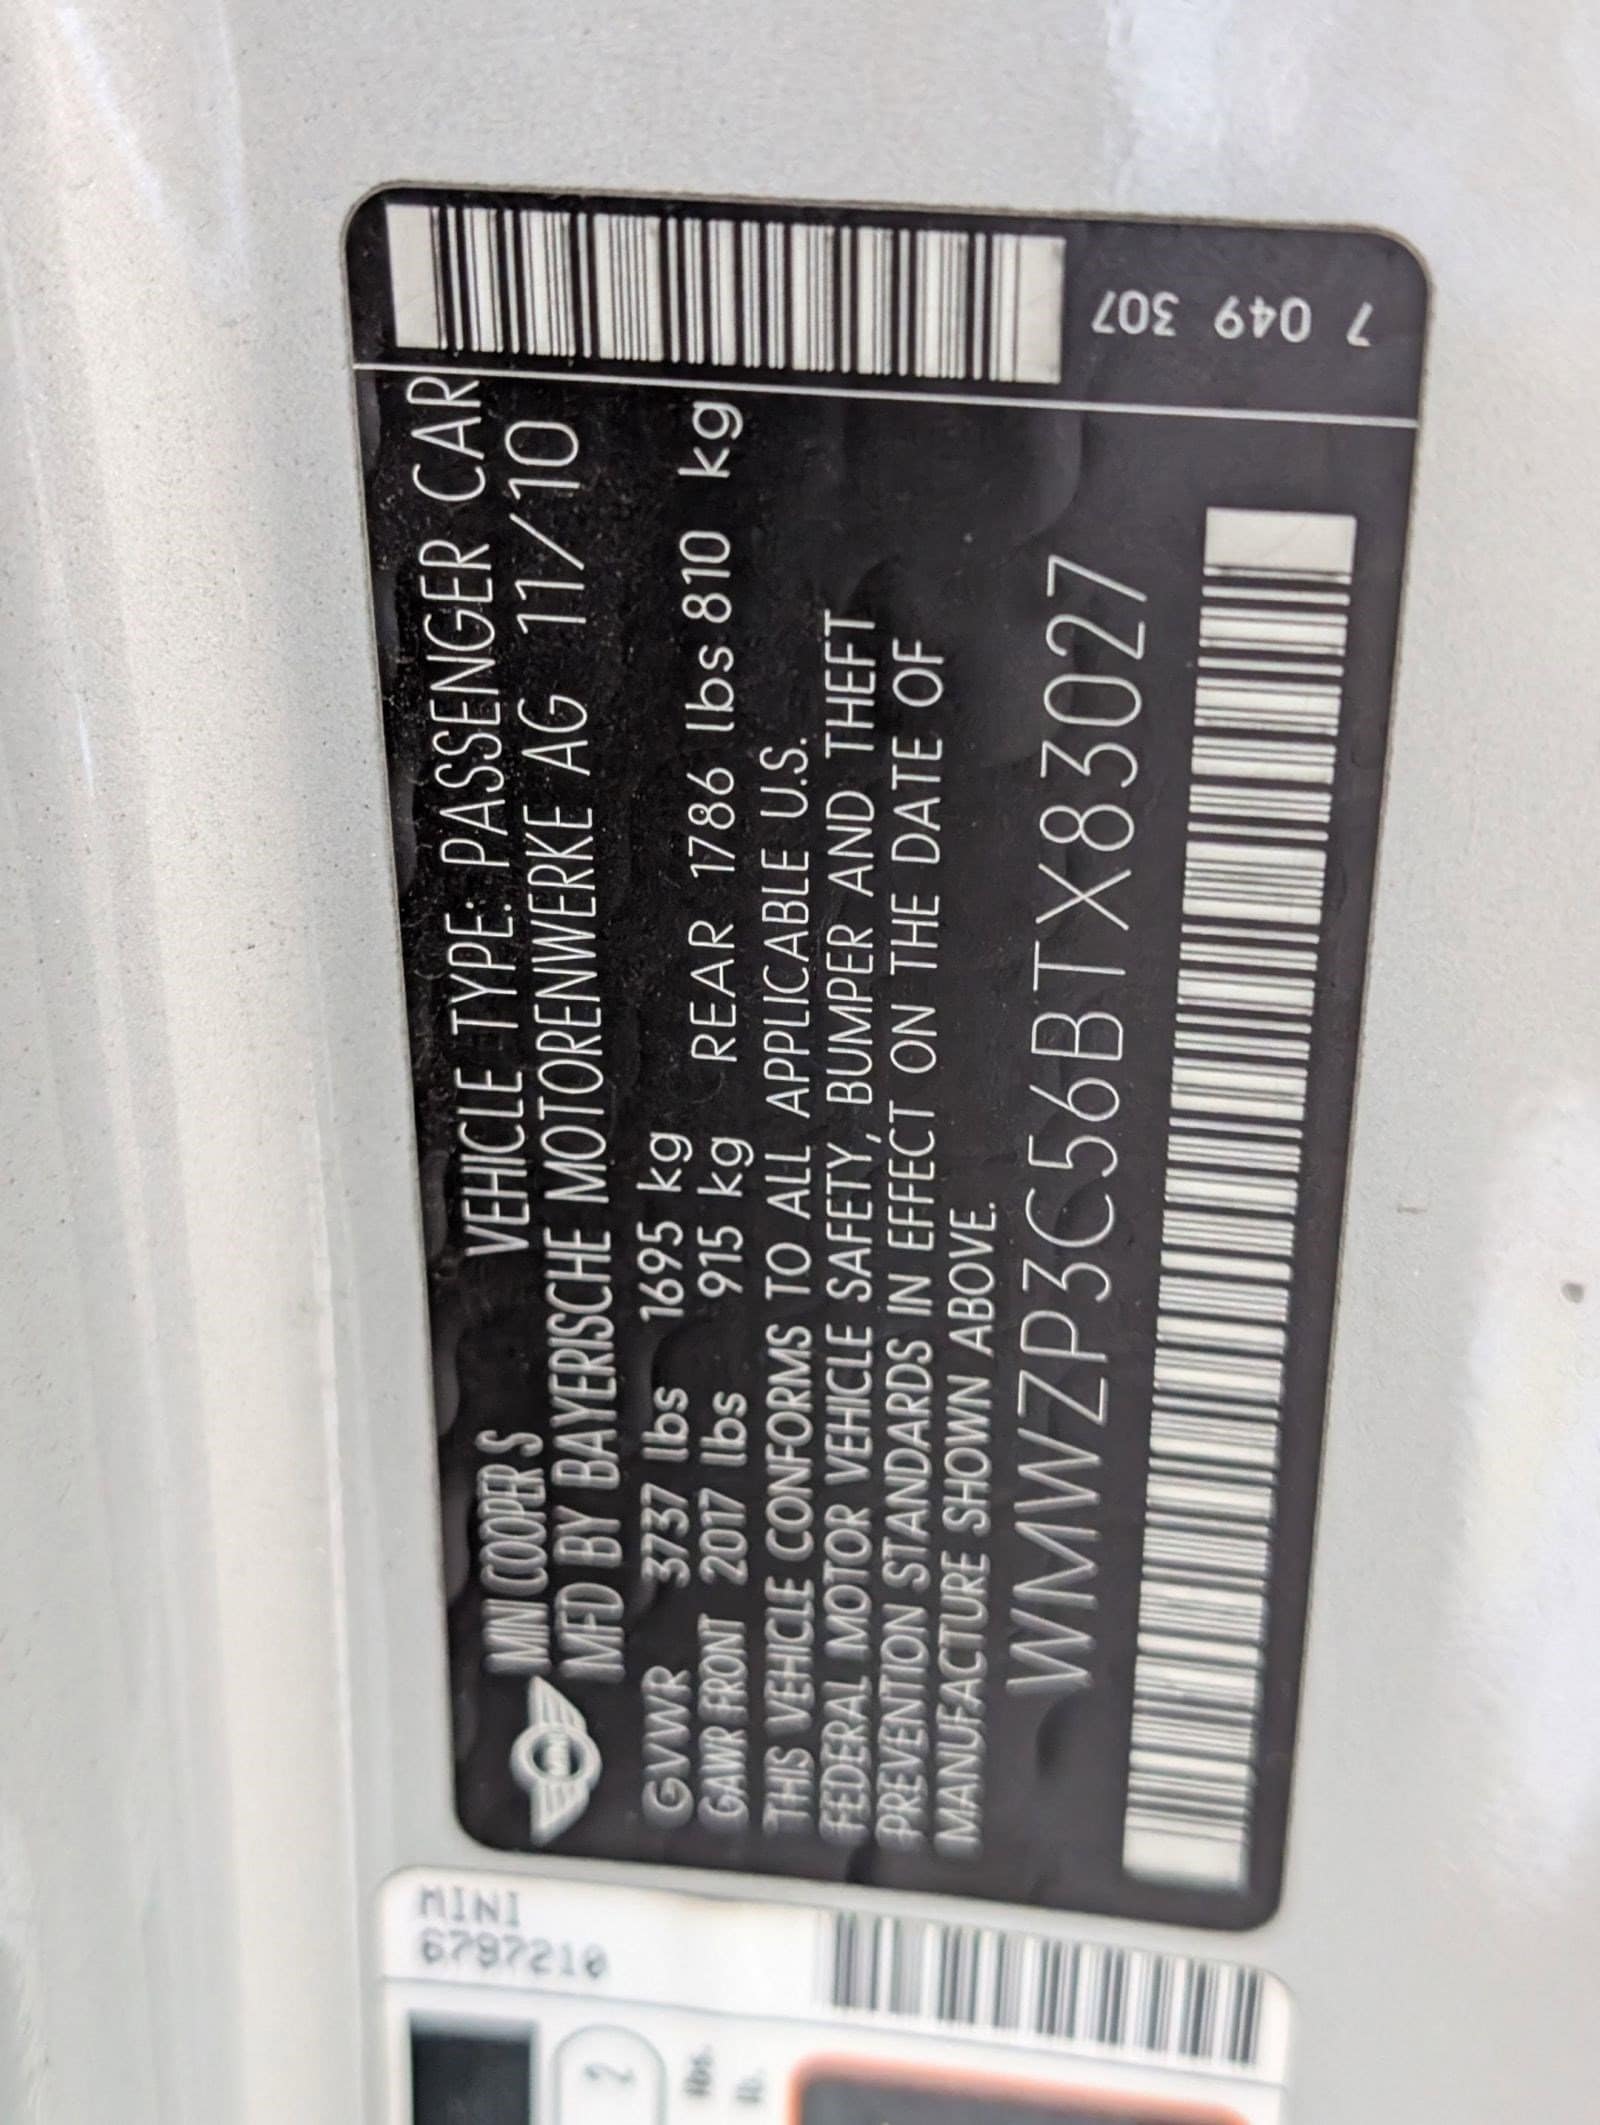 MINI COOPER S VEHICLE TYPE: PASSENGER CAR
MFD BY BAYERISCHE MOTORENWERKE AG 11/10
GVWR 3737 lbs 1695 kg
GAWR FRONT 2017 lbs 915 kg REAR 1786 lbs 810 kg
THIS VEHICLE CONFORMS TO ALL APPLICABLE U.S.
FEDERAL MOTOR VEHICLE SAFETY, BUMPER AND THEFT
PREVENTION STANDARDS IN EFFECT ON THE DATE OF
MANUFACTURE SHOWN ABOVE.
WMWZP3C56BTX83027
7 049 307
MINI
6797210
2
lbs.
lb.